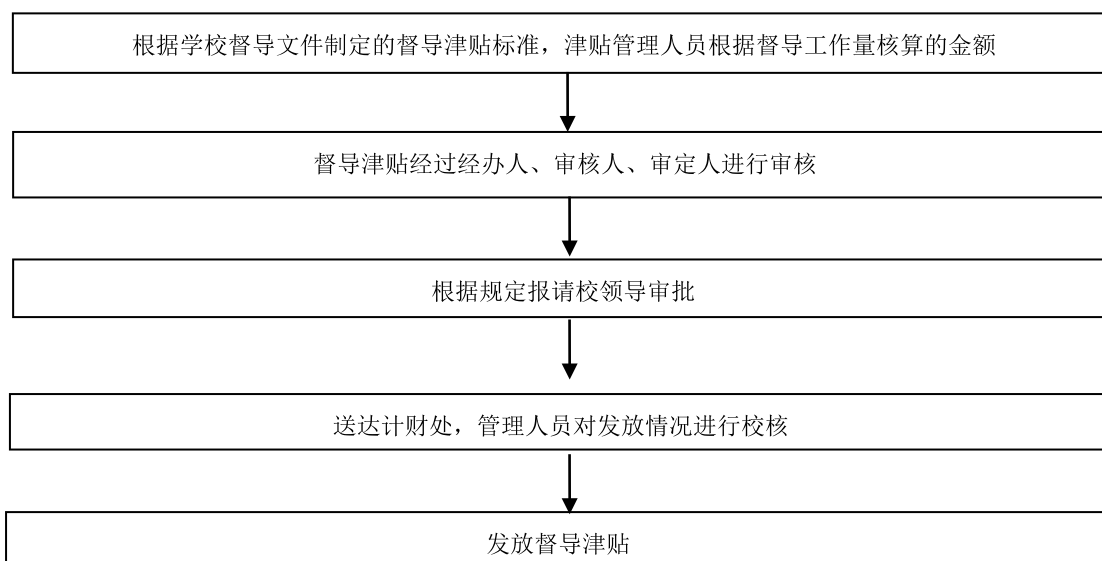 根据学校督导文件制定的督导津贴标准，津贴管理人员根据督导工作量核算的金额
督导津贴经过经办人、审核人、审定人进行审核
根据规定报请校领导审批
送达计财处，管理人员对发放情况进行校核
发放督导津贴